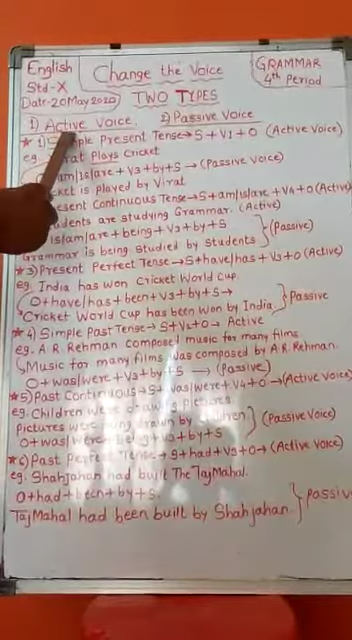 English
Std-X
Date-20May2020
Change the Voice
GRAMMAR
4th Period
TWO TYPES
1) Active Voice. 2) Passive Voice
★ 1) Simple Present Tense→ S + V1 + O (Active Voice)
eg. Plays Cricket
am/is/are + V3 + by + S → (Passive Voice)
is played by Virat
Present Continuous Tense→S+am/is/are + V4 + O (Active)
are studying Grammar. (Active)
is/am/are + being + V3 + by + S
Grammar is being studied by students } (Passive)
★3) Present Perfect Tense →S+have/has + V3 + O (Active)
eg. India has won Cricket World Cup.
O+have/has + been + V3 + by + S→
Cricket World Cup has been won by India. } Passive
★4) Simple Past Tense→ S+V2+O → Active
eg. A.R. Rehman composed music for many films
Music for many films was composed by A.R. Rehman.
O+was/were + V3 + by + S → (Passive)
★5) Past Continuous → S+was/were + V4 + O →(Active Voice)
eg. Children were drawing pictures
pictures were being drawn by children
O+was/were + being + V3 + by + S } (Passive Voice)
★6) Past Perfect Tense →S+had+V3+O→ (Active Voice)
eg. Shahjahan had built The TajMahal.
O+had+been+by+S.
TajMahal had been built by Shahjahan. } Passive